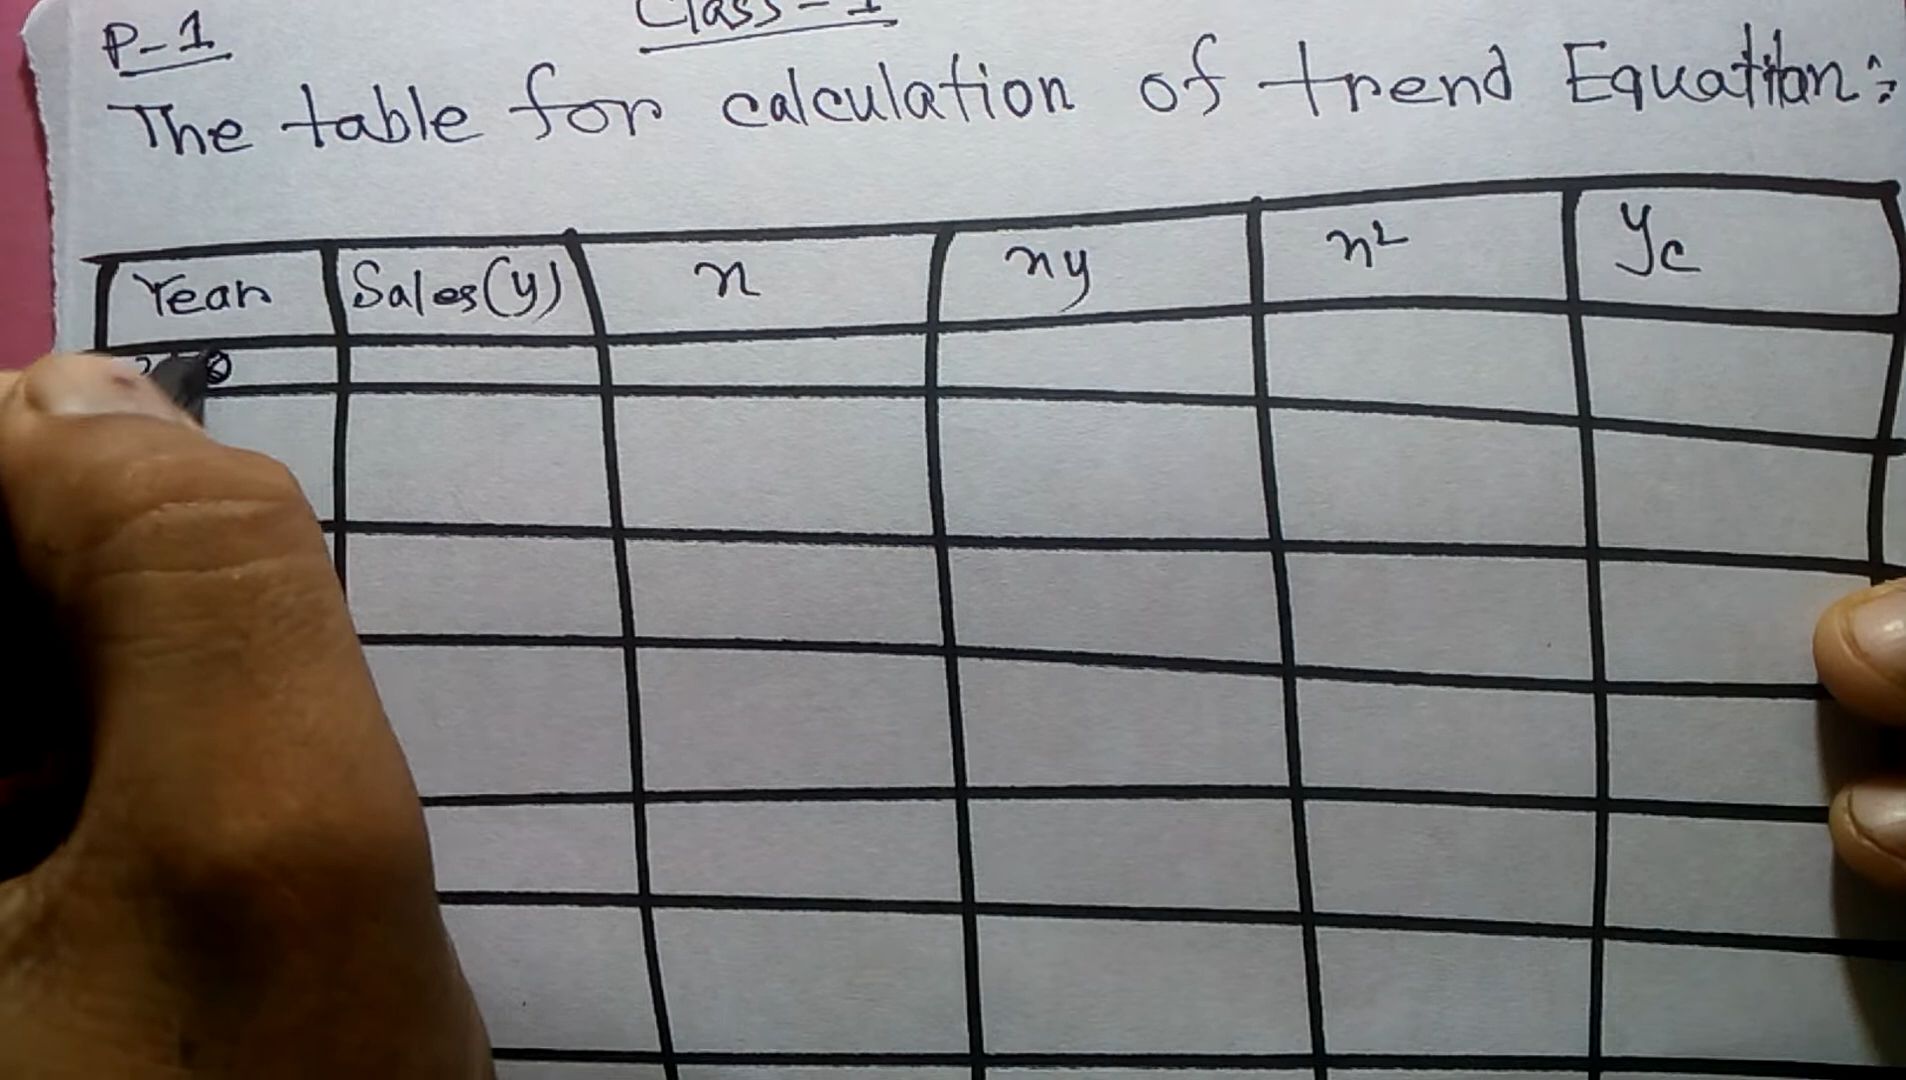 P-1
Class-1
The table for calculation of trend Equation:
Year Sales(y) x xy x² yc